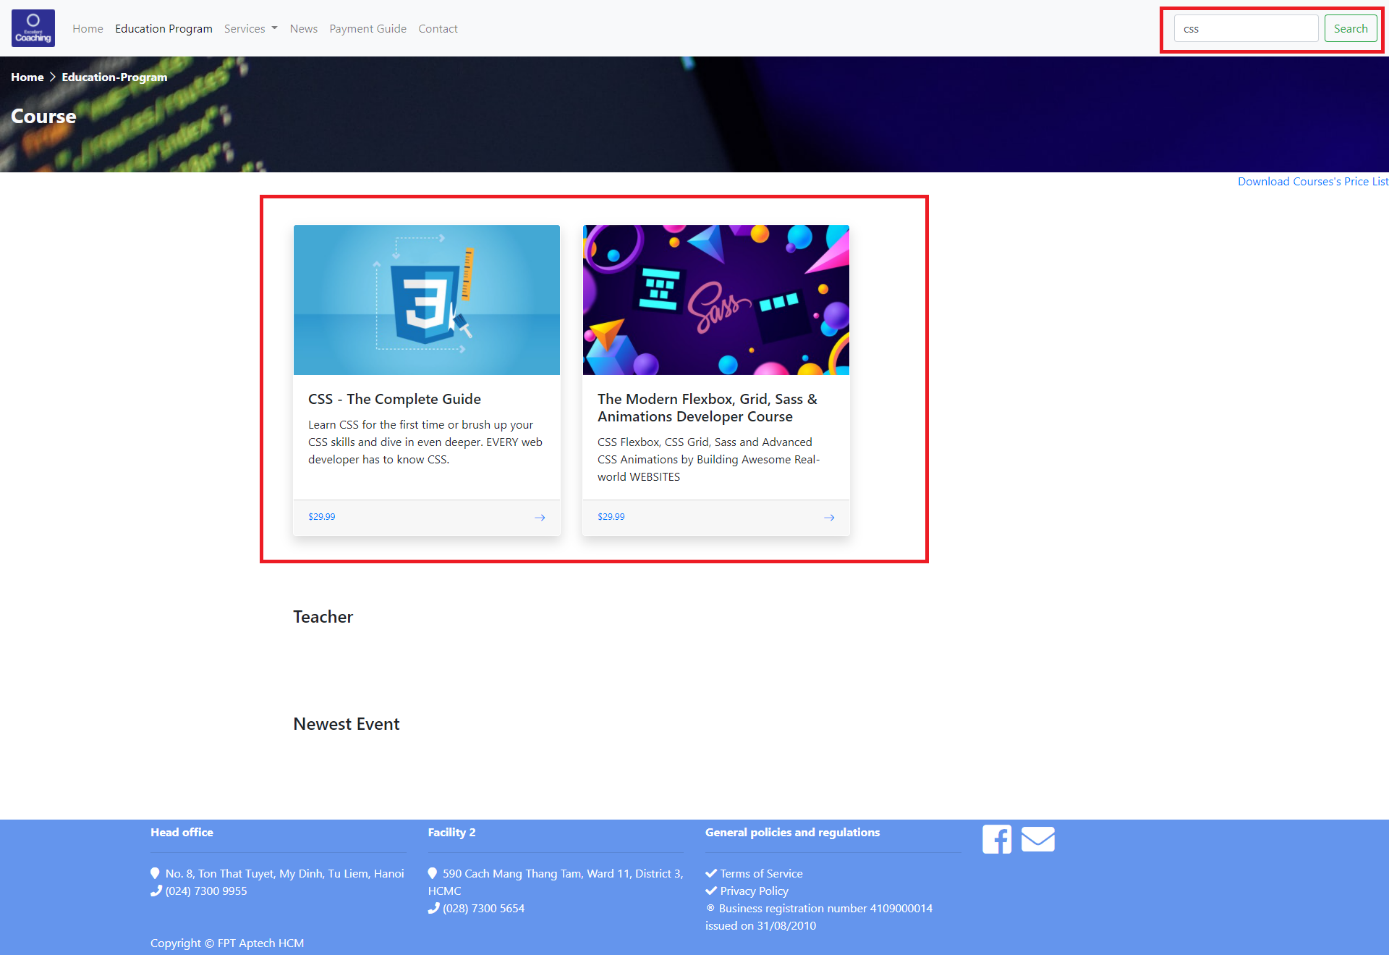 Excellent
Coaching
Home Education Program Services News Payment Guide Contact
css
Search
Home > Education-Program
Course
Download Courses's Price List
3
Sass
CSS - The Complete Guide
Learn CSS for the first time or brush up your
CSS skills and dive in even deeper. EVERY web
developer has to know CSS.
$29.99
The Modern Flexbox, Grid, Sass &
Animations Developer Course
CSS Flexbox, CSS Grid, Sass and Advanced
CSS Animations by Building Awesome Real-
world WEBSITES
$29.99
Teacher
Newest Event
Head office
No. 8, Ton That Tuyet, My Dinh, Tu Liem, Hanoi
(024) 7300 9955
Copyright © FPT Aptech HCM
Facility 2
590 Cach Mang Thang Tam, Ward 11, District 3,
HCMC
(028) 7300 5654
General policies and regulations
Terms of Service
Privacy Policy
® Business registration number 4109000014
issued on 31/08/2010